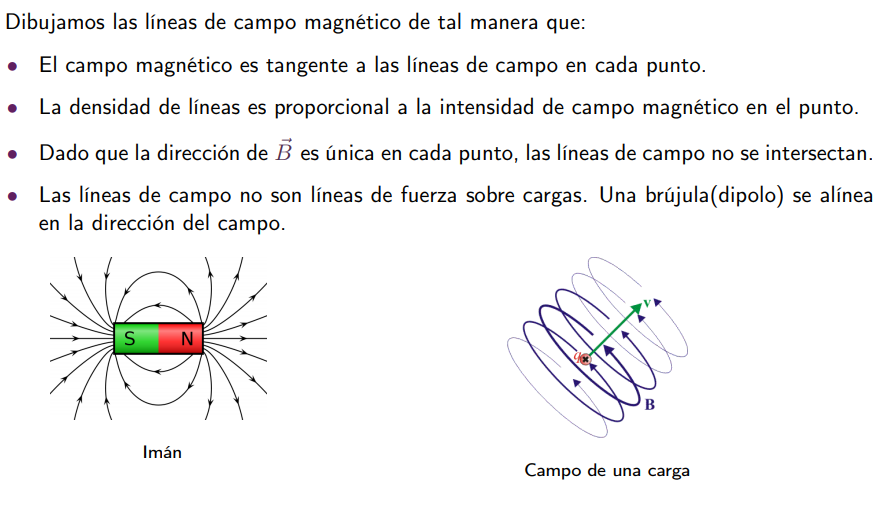 Dibujamos las líneas de campo magnético de tal manera que:
• El campo magnético es tangente a las líneas de campo en cada punto.
• La densidad de líneas es proporcional a la intensidad de campo magnético en el punto.
• Dado que la dirección de $\vec{B}$ es única en cada punto, las líneas de campo no se intersectan.
• Las líneas de campo no son líneas de fuerza sobre cargas. Una brújula(dipolo) se alínea
en la dirección del campo.
S N
v
q
B
Imán
Campo de una carga